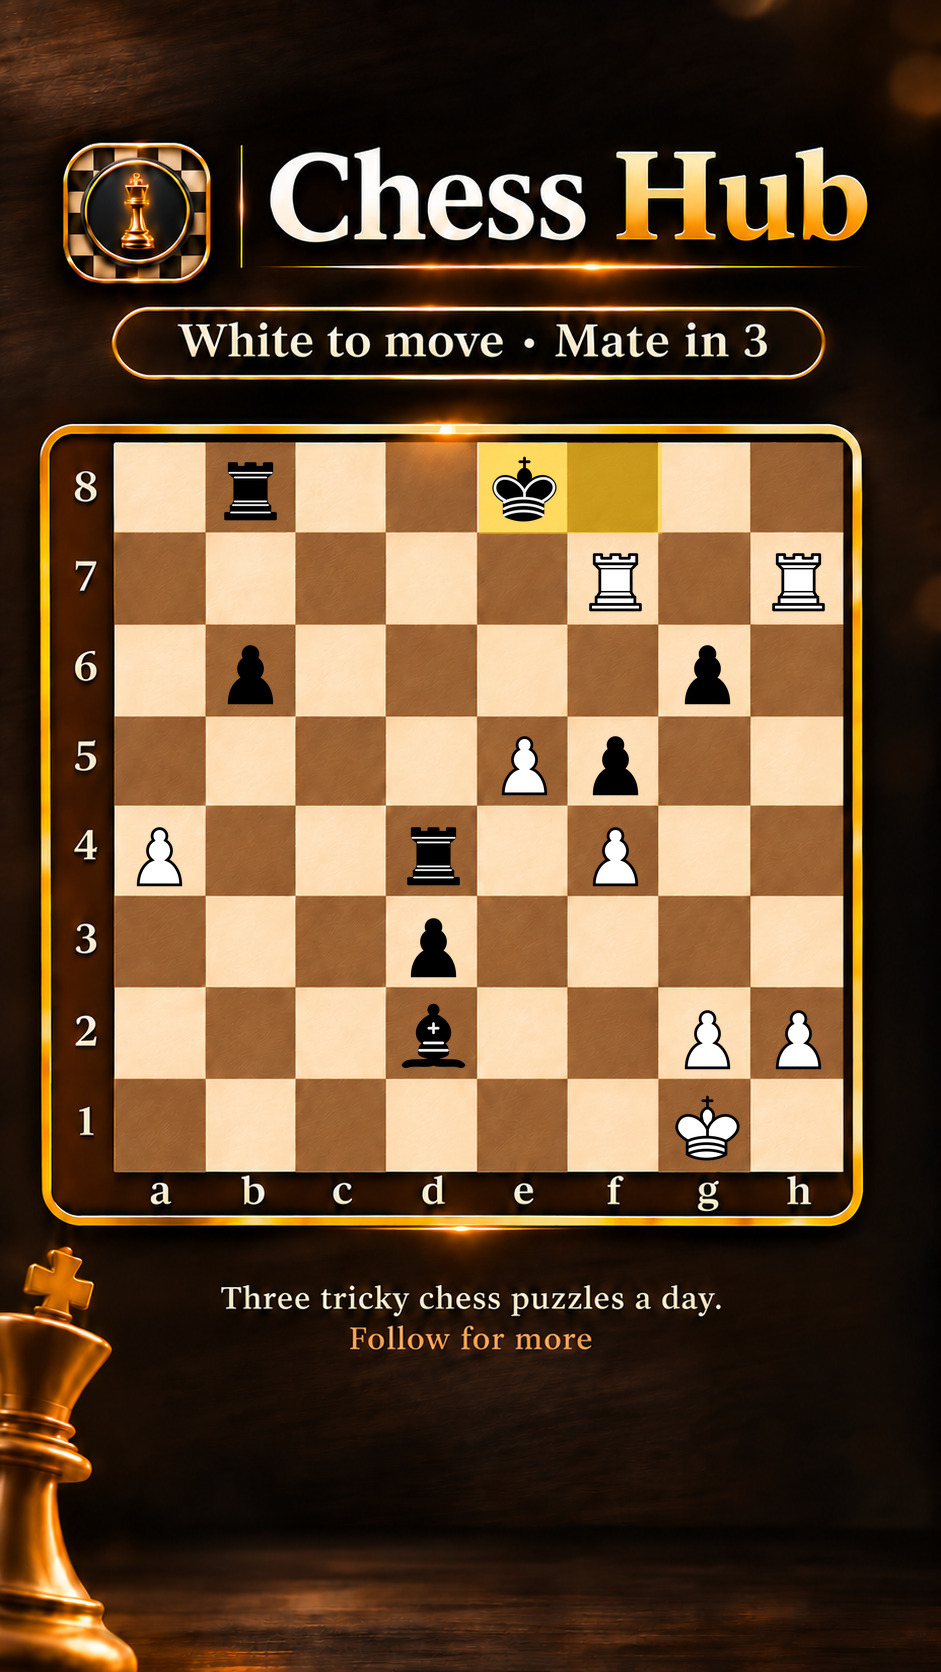 Chess Hub
White to move • Mate in 3
8
7
6
5
4
3
2
1
a b c d e f g h
Three tricky chess puzzles a day.
Follow for more